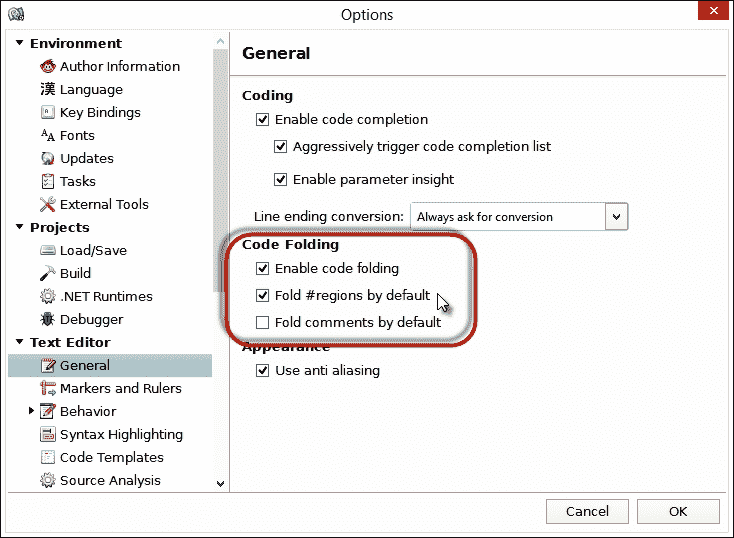 Options
Environment
Author Information
漢 Language
Key Bindings
AA Fonts
Updates
Tasks
External Tools
Projects
Load/Save
Build
.NET Runtimes
Debugger
Text Editor
General
Markers and Rulers
Behavior
Syntax Highlighting
Code Templates
Source Analysis
General
Coding
Enable code completion
Aggressively trigger code completion list
Enable parameter insight
Line ending conversion: Always ask for conversion
Code Folding
Enable code folding
Fold #regions by default
Fold comments by default
Appearance
Use anti aliasing
Cancel
OK